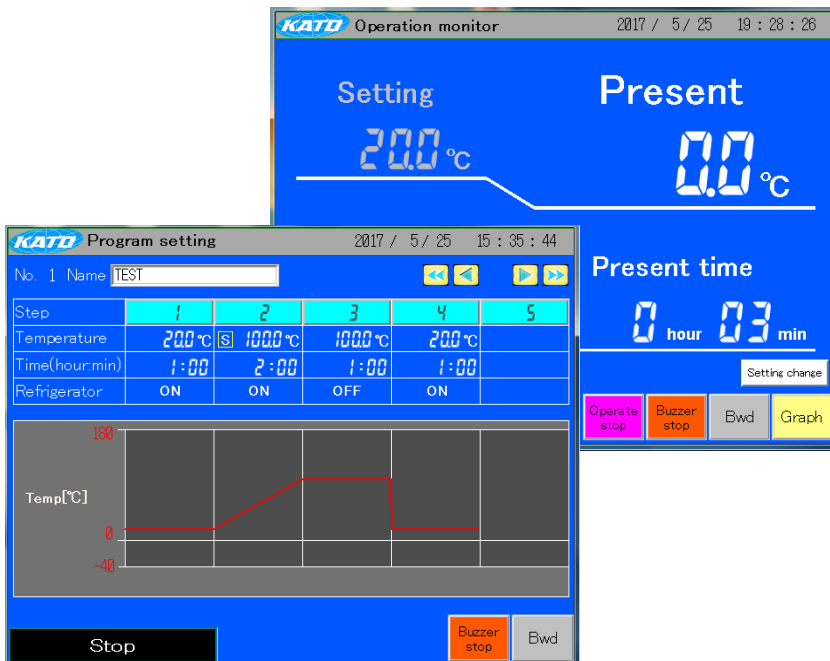 KATO Operation monitor 2017 / 5 / 25 19 : 28 : 26
Setting Present
20.0 ℃ 0.0 ℃
Present time
0 hour 03 min
Setting change
Operate stop Buzzer stop Bwd Graph
KATO Program setting 2017 / 5 / 25 15 : 35 : 44
No. 1 Name TEST
Step 1 2 3 4 5
Temperature 20.0 ℃ S 100.0 ℃ 100.0 ℃ 20.0 ℃
Time(hour:min) 1:00 2:00 1:00 1:00
Refrigerator ON ON OFF ON
180
Temp[℃]
0
-40
Stop
Buzzer stop Bwd